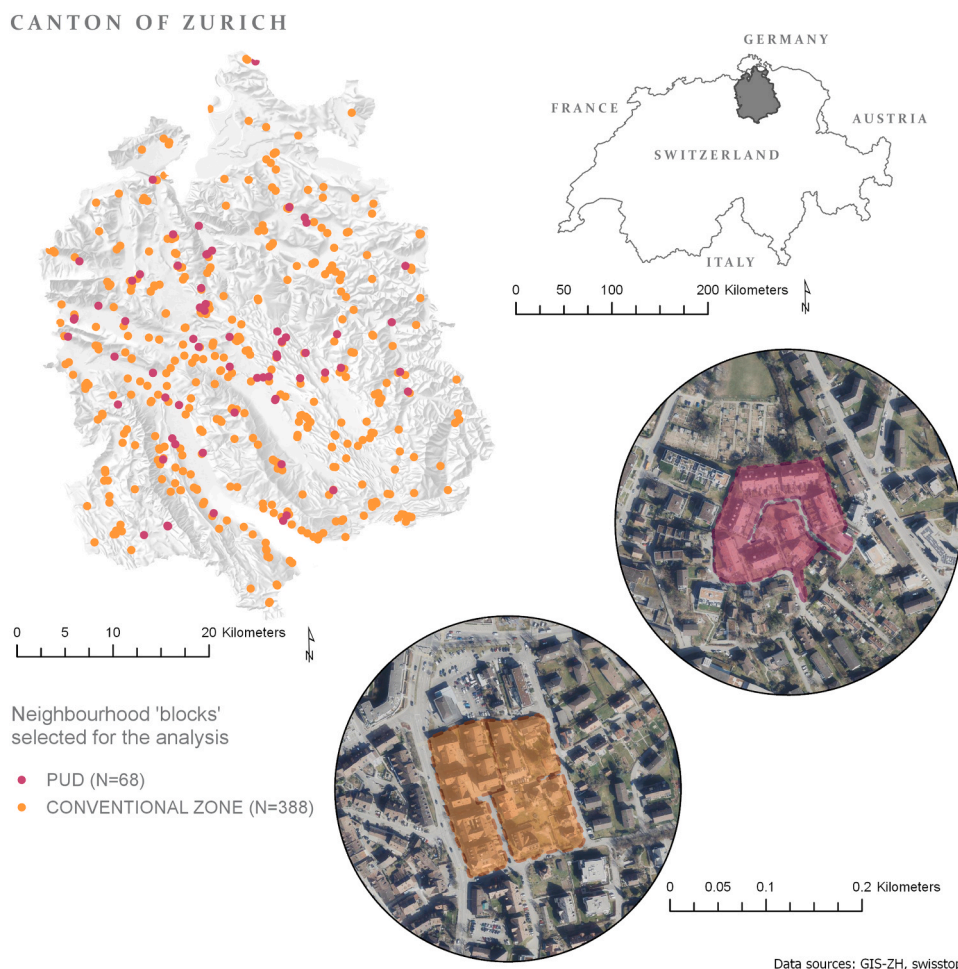 CANTON OF ZURICH
GERMANY
FRANCE
AUSTRIA
SWITZERLAND
ITALY
0 50 100 200 Kilometers
N
0 5 10 20 Kilometers
N
Neighbourhood 'blocks'
selected for the analysis
PUD (N=68)
CONVENTIONAL ZONE (N=388)
0 0.05 0.1 0.2 Kilometers
Data sources: GIS-ZH, swisstop